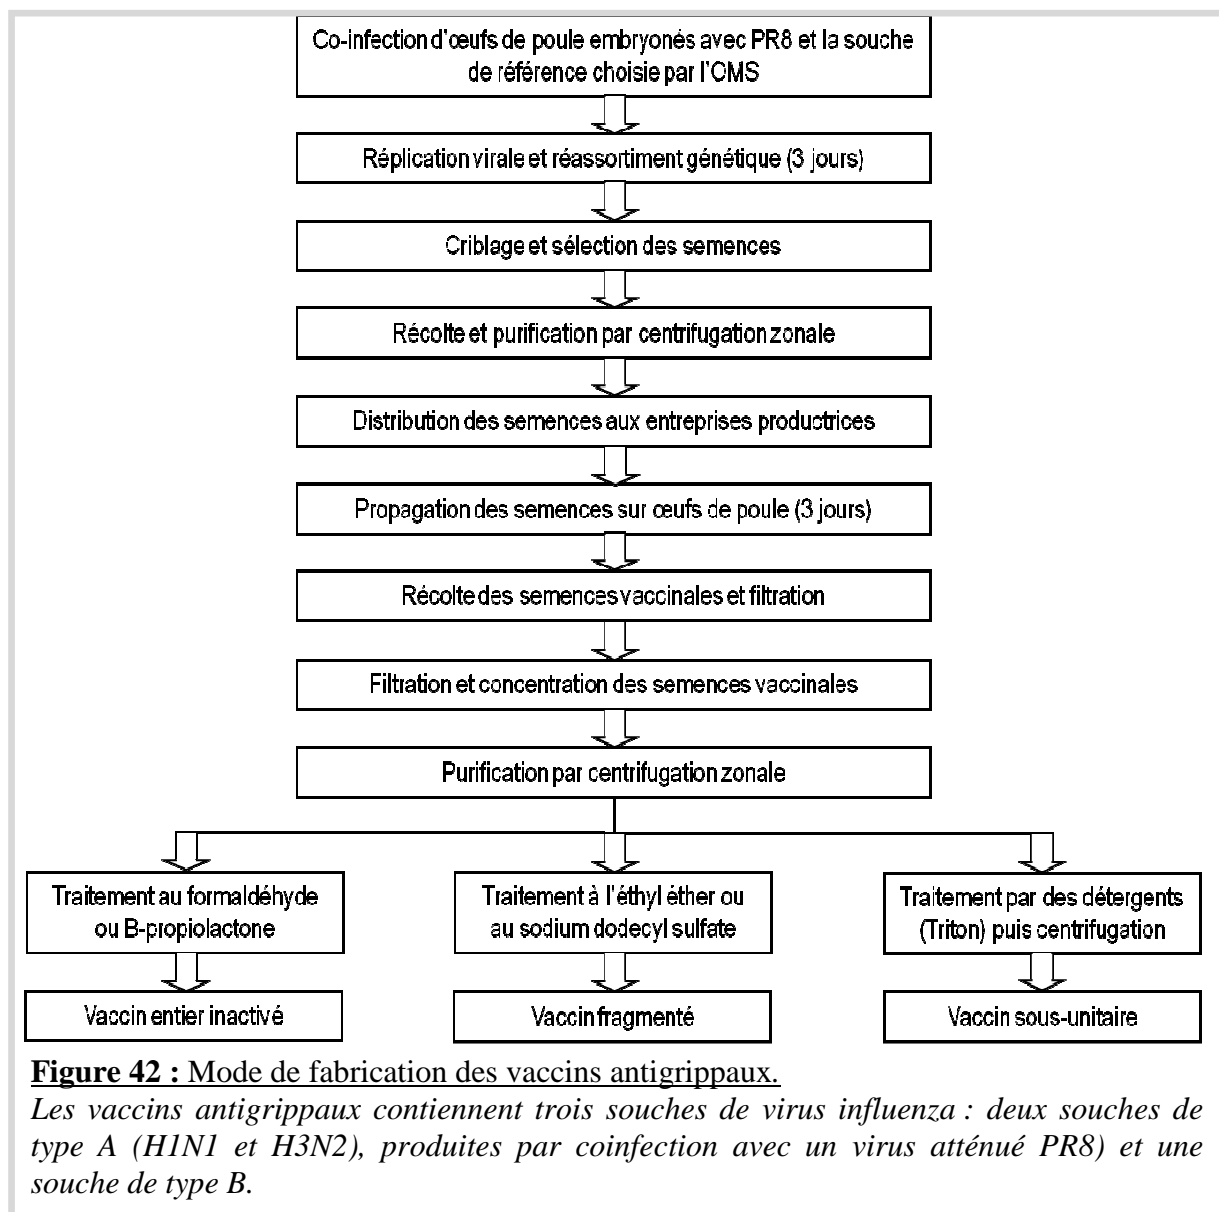 Co-infection d'œufs de poule embryonés avec PR8 et la souche
de référence choisie par l'OMS
Réplication virale et réassortiment génétique (3 jours)
Criblage et sélection des semences
Récolte et purification par centrifugation zonale
Distribution des semences aux entreprises productrices
Propagation des semences sur œufs de poule (3 jours)
Récolte des semences vaccinales et filtration
Filtration et concentration des semences vaccinales
Purification par centrifugation zonale
Traitement au formaldéhyde
ou B-propiolactone
Traitement à l'éthyl éther ou
au sodium dodecyl sulfate
Traitement par des détergents
(Triton) puis centrifugation
Vaccin entier inactivé
Vaccin fragmenté
Vaccin sous-unitaire
Figure 42 : Mode de fabrication des vaccins antigrippaux.
Les vaccins antigrippaux contiennent trois souches de virus influenza : deux souches de
type A (H1N1 et H3N2), produites par coinfection avec un virus atténué PR8) et une
souche de type B.